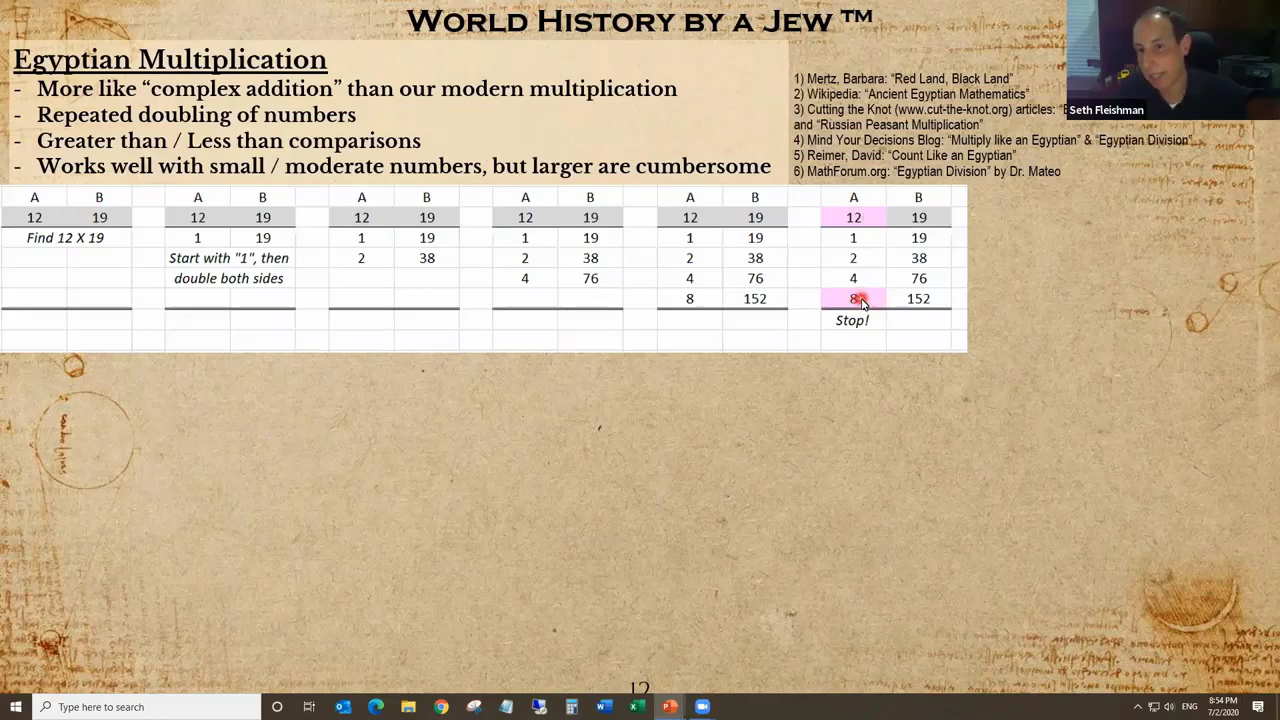 WORLD HISTORY BY A JEW ™
Egyptian Multiplication
- More like “complex addition” than our modern multiplication
- Repeated doubling of numbers
- Greater than / Less than comparisons
- Works well with small / moderate numbers, but larger are cumbersome
1) Mertz, Barbara: “Red Land, Black Land”
2) Wikipedia: “Ancient Egyptian Mathematics”
3) Cutting the Knot (www.cut-the-knot.org) articles:
and “Russian Peasant Multiplication”
4) Mind Your Decisions Blog: “Multiply like an Egyptian” & “Egyptian Division”
5) Reimer, David: “Count Like an Egyptian”
6) MathForum.org: “Egyptian Division” by Dr. Mateo
Seth Fleishman
A B A B A B A B A B A B
12 19 12 19 12 19 12 19 12 19 12 19
Find 12 X 19 1 19 1 19 1 19 1 19 1 19
Start with "1", then 2 38 2 38 2 38 2 38
double both sides 4 76 4 76 4 76
8 152 8 152
Stop!
12
Type here to search
ENG
8:54 PM
7/2/2020